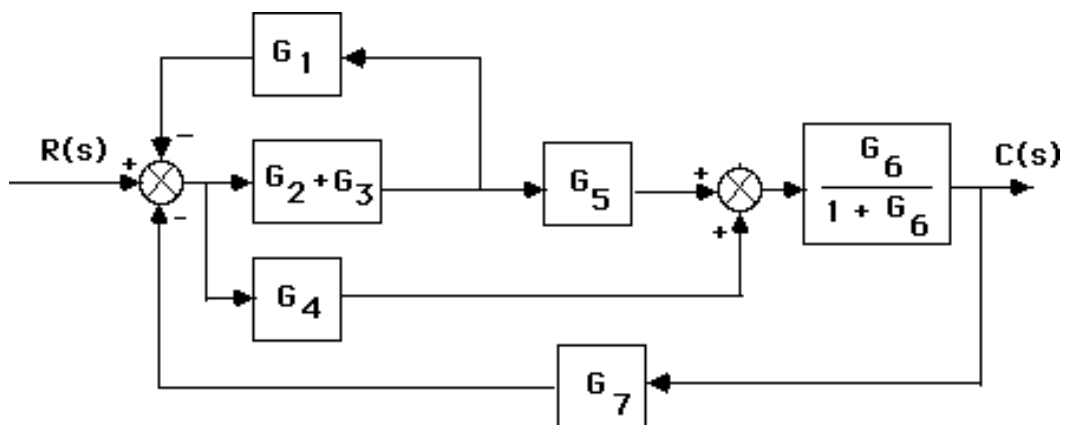 G1
R(s)
+
−
−
G2 + G3
G5
+
+
G6
1 + G6
C(s)
G4
G7